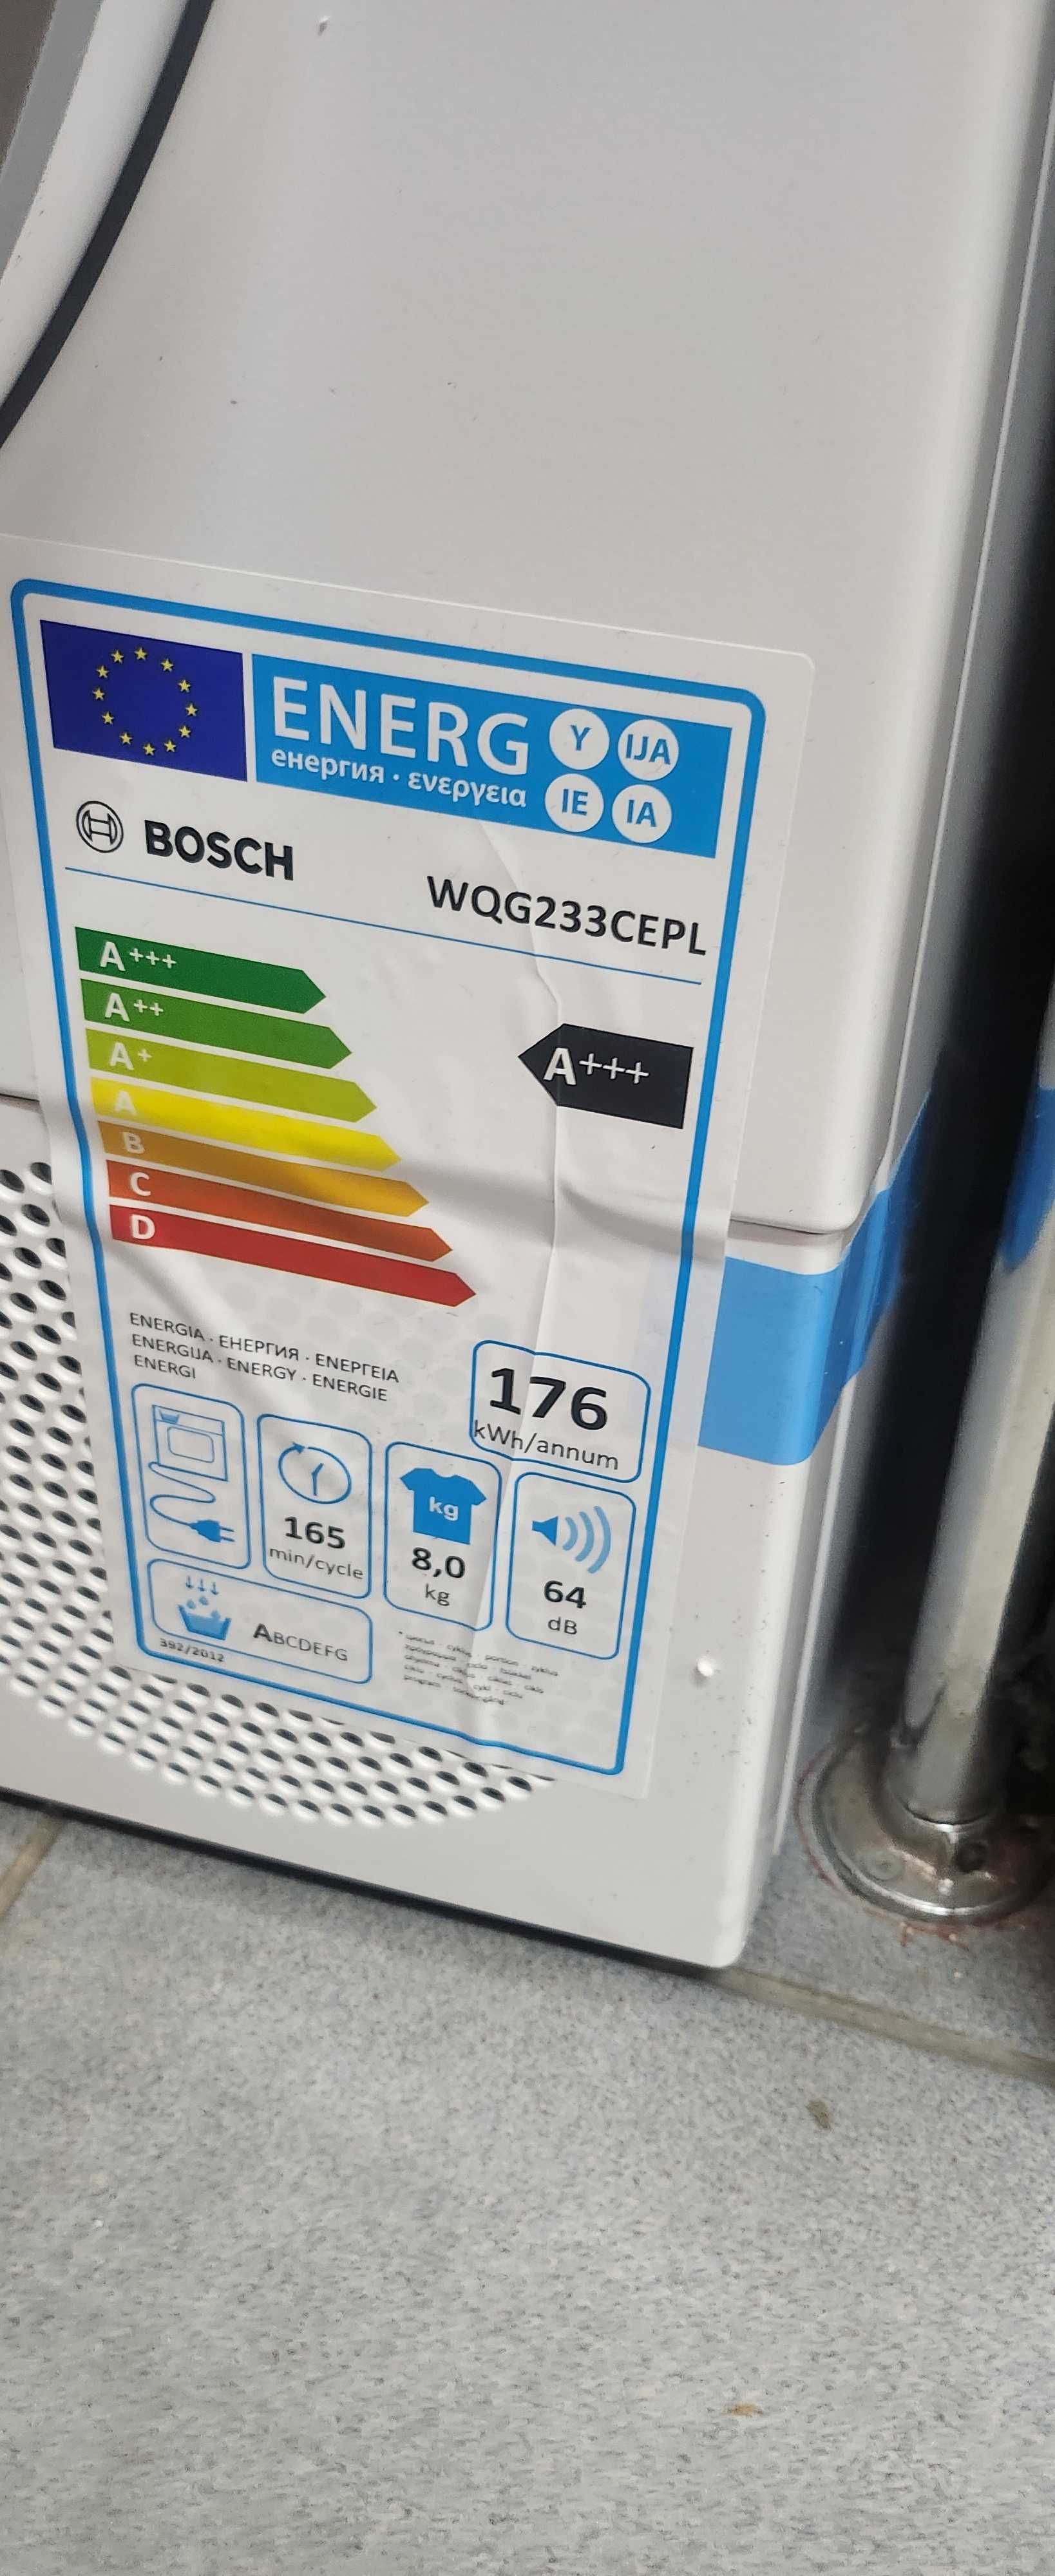 ENERG Y IJA
енергия · ενεργεια IE IA
BOSCH
WQG233CEPL
A+++
A++
A+
A
B
C
D
A+++
ENERGIA · ЕНЕРГИЯ · ΕΝΕΡΓΕΙΑ
ENERGIJA · ENERGY · ENERGIE
ENERGI
176
kWh/annum
165
min/cycle
kg
8,0
kg
64
dB
ABCDEFG
392/2012